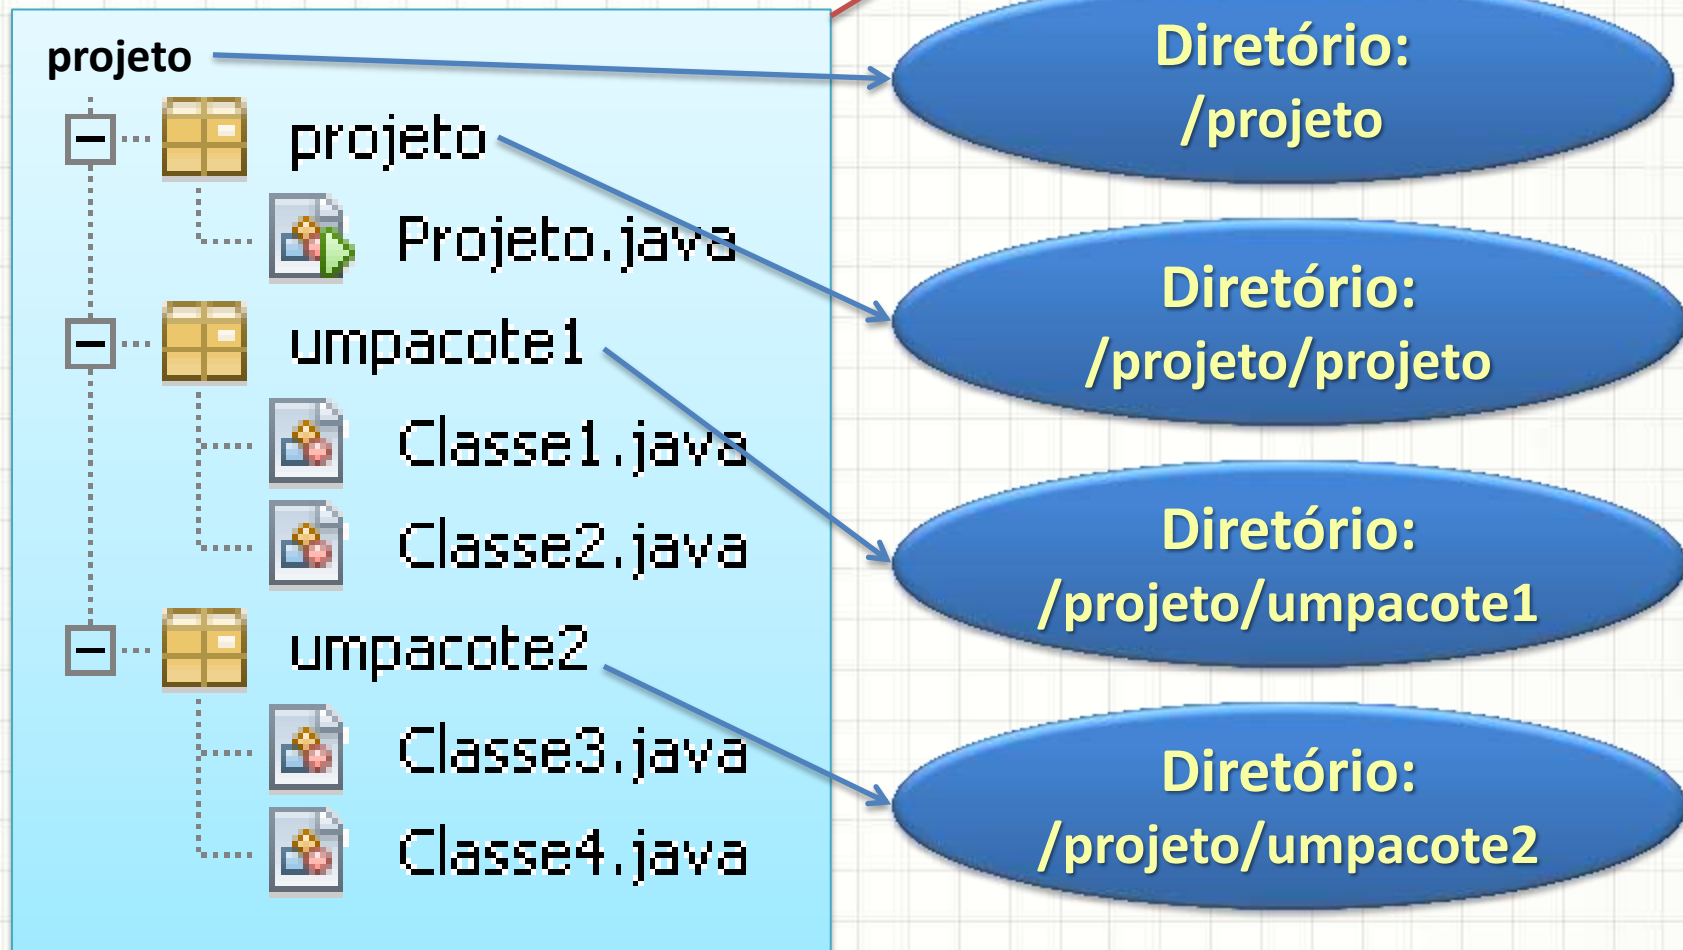 projeto
projeto
Projeto.java
umpacote1
Classe1.java
Classe2.java
umpacote2
Classe3.java
Classe4.java
Diretório:
/projeto
Diretório:
/projeto/projeto
Diretório:
/projeto/umpacote1
Diretório:
/projeto/umpacote2